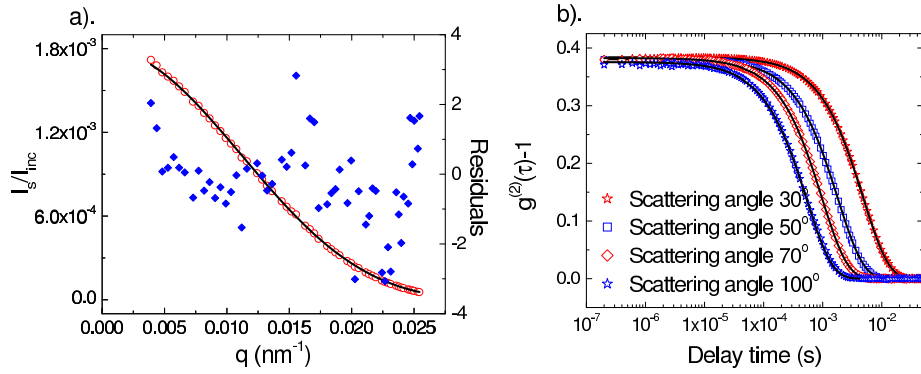 a).
1.8x10⁻³
1.2x10⁻³
6.0x10⁻⁴
0.0
Iₛ/Iᵢₙ꜀
0.000
0.005
0.010
0.015
0.020
0.025
q (nm⁻¹)
4
2
0
-2
-4
Residuals
b).
0.4
0.3
0.2
0.1
0.0
g⁽²⁾(τ)-1
Scattering angle 30°
Scattering angle 50°
Scattering angle 70°
Scattering angle 100°
10⁻⁷
10⁻⁶
1x10⁻⁵
1x10⁻⁴
10⁻³
10⁻²
Delay time (s)